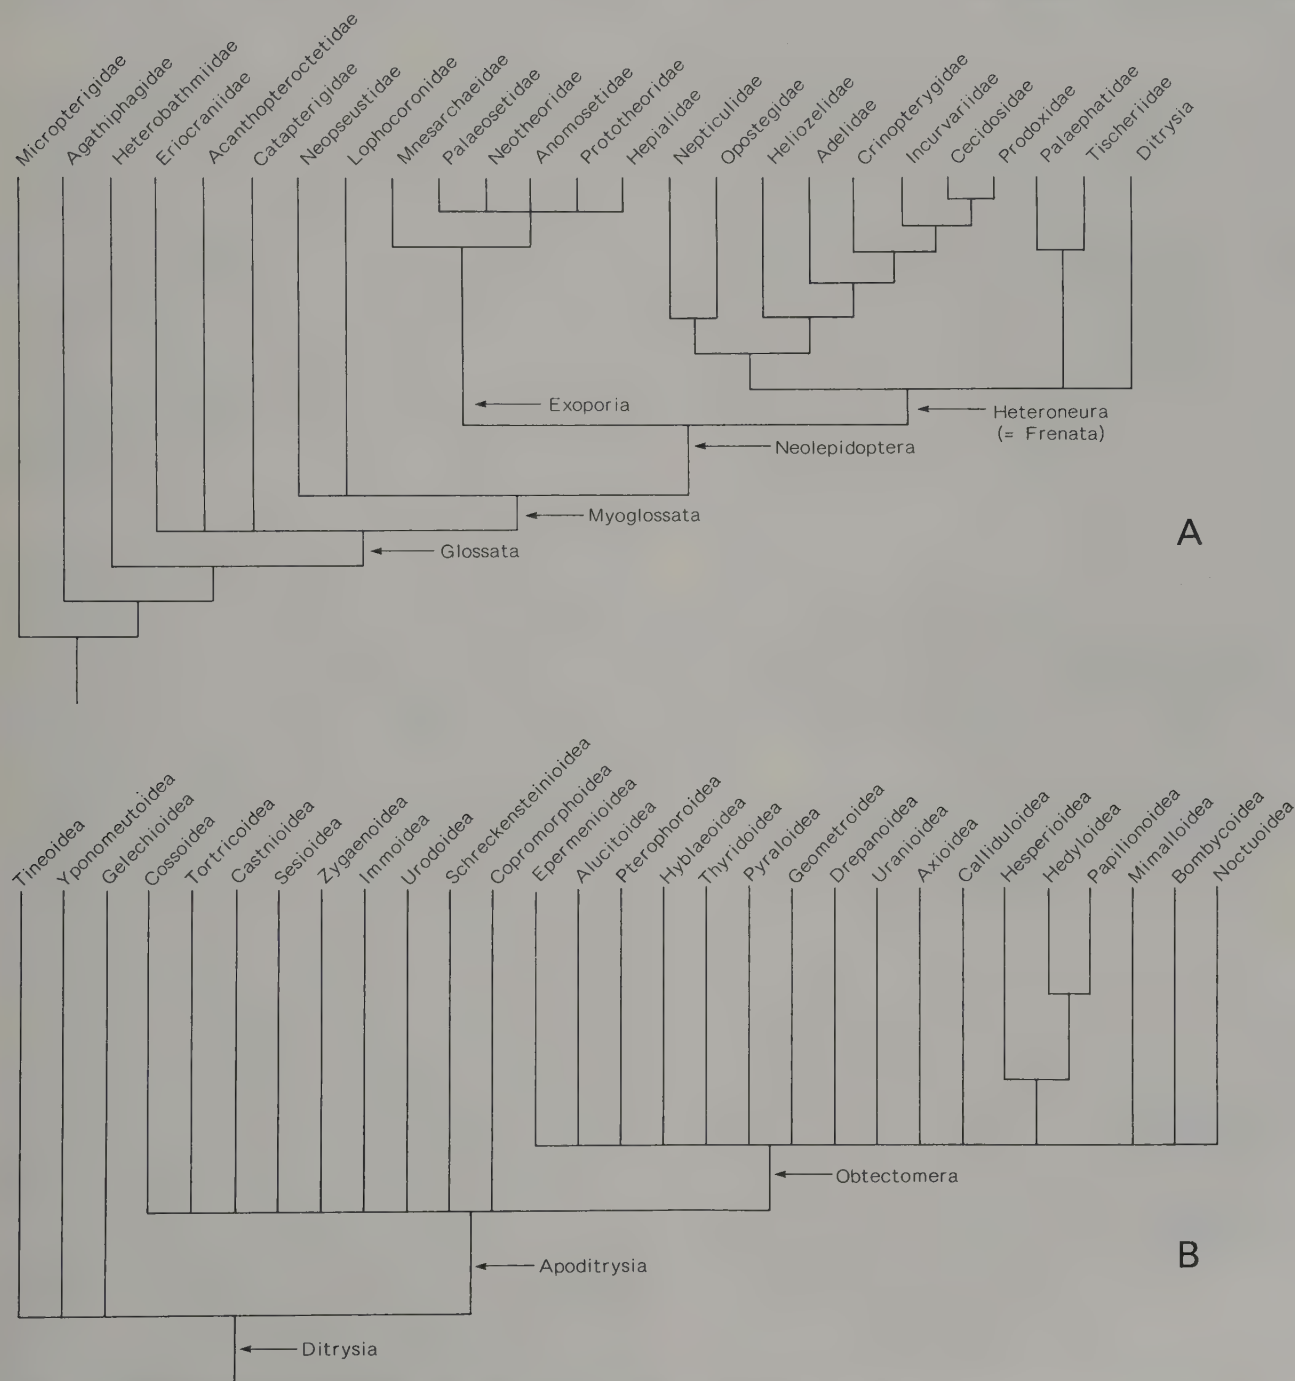 Micropterigidae
Agathiphagidae
Heterobathmiidae
Eriocraniidae
Acanthopteroctetidae
Catapterigidae
Neopseustidae
Lophocoronidae
Mnesarchaeidae
Palaeosetidae
Neotheoridae
Anomosetidae
Prototheoridae
Hepialidae
Nepticulidae
Opostegidae
Heliozelidae
Adelidae
Crinopterygidae
Incurvariidae
Cecidosidae
Prodoxidae
Palaephatidae
Tischeriidae
Ditrysia
Exoporia
Heteroneura
(= Frenata)
Neolepidoptera
Myoglossata
Glossata
A
Tineoidea
Yponomeutoidea
Gelechioidea
Cossoidea
Tortricoidea
Castnioidea
Sesioidea
Zygaenoidea
Immoidea
Urodoidea
Schreckensteinioidea
Copromorphoidea
Epermenioidea
Alucitoidea
Pterophoroidea
Hyblaeoidea
Thyridoidea
Pyraloidea
Geometroidea
Drepanoidea
Uranioidea
Axioidea
Calliduloidea
Hesperioidea
Hedyloidea
Papilionoidea
Mimalloidea
Bombycoidea
Noctuoidea
Obtectomera
Apoditrysia
B
Ditrysia